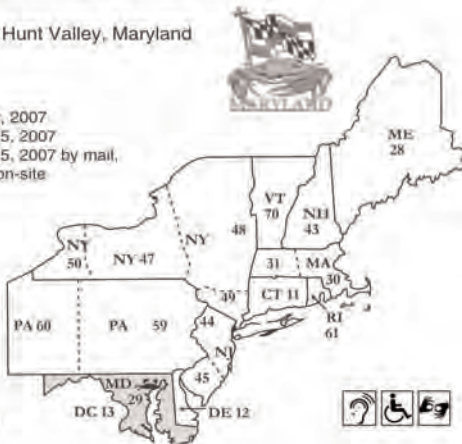 Hunt Valley, Maryland
MARYLAND
, 2007
5, 2007
5, 2007 by mail,
on-site
ME
28
VT
70
NH
43
NY
48
NY
50
NY 47
31
MA
30
CT 11
RI
61
49
PA 60
PA 59
44
NJ
45
MD
29
DC 13
DE 12